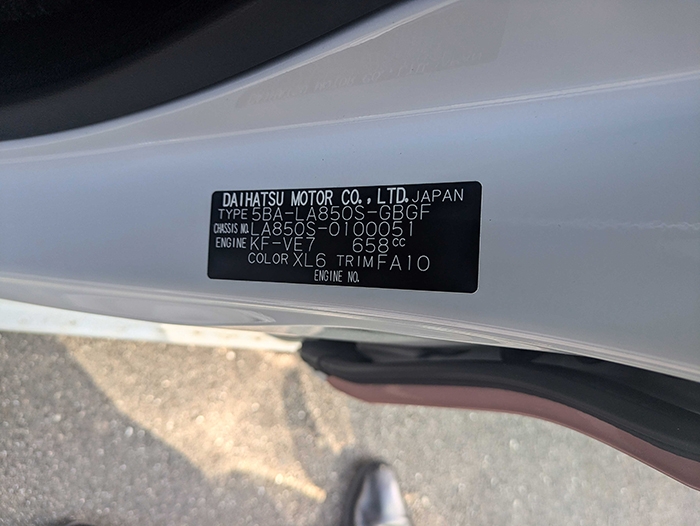 DAIHATSU MOTOR CO., LTD. JAPAN
TYPE 5BA-LA850S-GBGF
CHASSIS NO. LA850S-0100051
ENGINE KF-VE7 658cc
COLOR XL6 TRIM FA10
ENGINE NO.